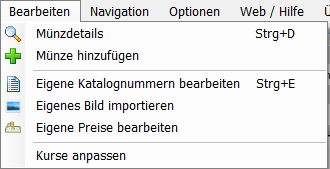 Bearbeiten Navigation Optionen Web / Hilfe
Münzdetails Strg+D
Münze hinzufügen
Eigene Katalognummern bearbeiten Strg+E
Eigenes Bild importieren
Eigene Preise bearbeiten
Kurse anpassen